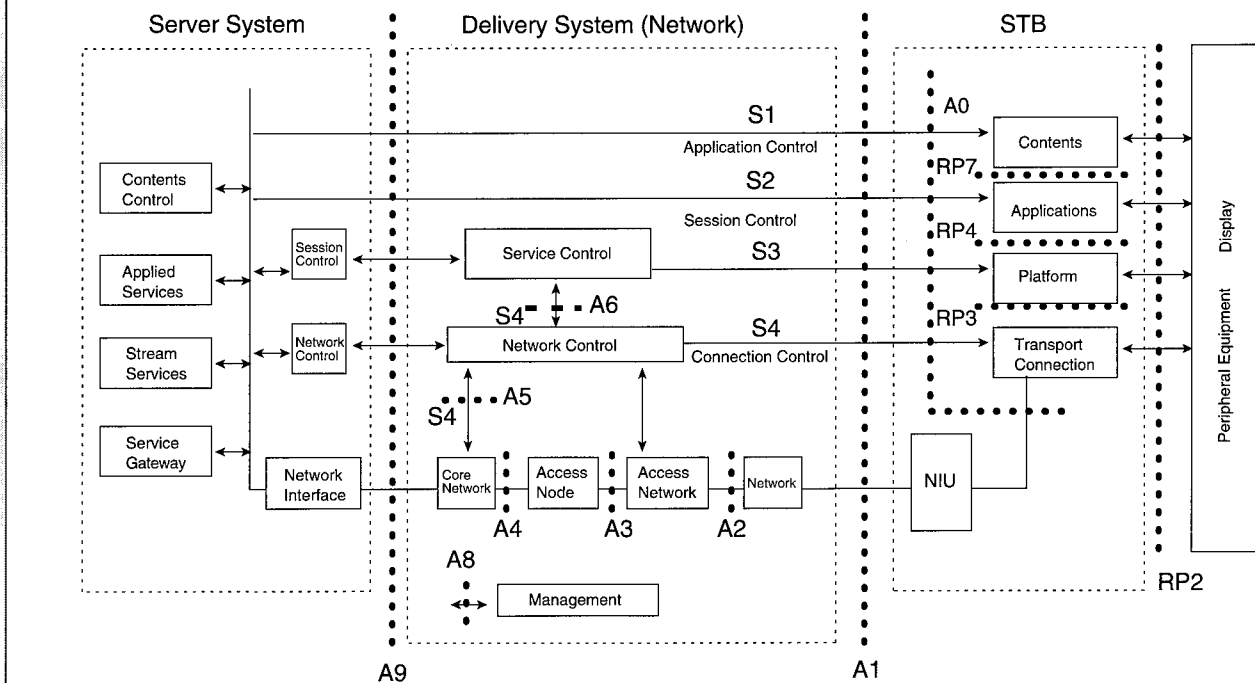 Server System
Delivery System (Network)
STB
S1
Application Control
A0
Contents
RP7
Contents
Control
S2
Session Control
Applications
RP4
Session
Control
Service Control
S3
Platform
Applied
Services
S4
A6
RP3
Network
Control
Network Control
S4
Connection Control
Transport
Connection
Stream
Services
S4
A5
Service
Gateway
Network
Interface
Core
Network
Access
Node
Access
Network
Network
NIU
A4
A3
A2
A8
Management
A9
A1
RP2
Peripheral Equipment
Display